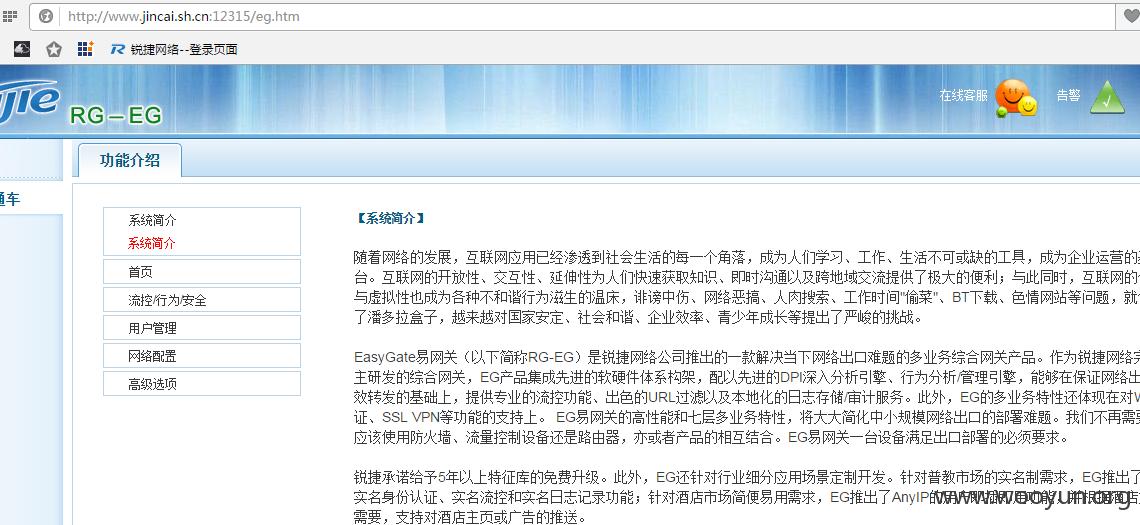 http://www.jincai.sh.cn:12315/eg.htm
锐捷网络--登录页面
jie RG-EG
在线客服
告警
通车
功能介绍
系统简介
系统简介
首页
流控/行为/安全
用户管理
网络配置
高级选项
【系统简介】
随着网络的发展，互联网应用已经渗透到社会生活的每一个角落，成为人们学习、工作、生活不可或缺的工具，成为企业运营的
台。互联网的开放性、交互性、延伸性为人们快速获取知识、即时沟通以及跨地域交流提供了极大的便利；与此同时，互联网的
与虚拟性也成为各种不和谐行为滋生的温床，诽谤中伤、网络恶搞、人肉搜索、工作时间"偷菜"、BT下载、色情网站等问题，就
了潘多拉盒子，越来越对国家安定、社会和谐、企业效率、青少年成长等提出了严峻的挑战。
EasyGate易网关（以下简称RG-EG）是锐捷网络公司推出的一款解决当下网络出口难题的多业务综合网关产品。作为锐捷网络完
主研发的综合网关，EG产品集成先进的软硬件体系构架，配以先进的DPI深入分析引擎、行为分析/管理引擎，能够在保证网络出
效转发的基础上，提供专业的流控功能、出色的URL过滤以及本地化的日志存储/审计服务。此外，EG的多业务特性还体现在对
证、SSL VPN等功能的支持上。 EG易网关的高性能和七层多业务特性，将大大简化中小规模网络出口的部署难题。我们不再需要
应该使用防火墙、流量控制设备还是路由器，亦或者产品的相互结合。EG易网关一台设备满足出口部署的必须要求。
锐捷承诺给予5年以上特征库的免费升级。此外，EG还针对行业细分应用场景定制开发。针对普教市场的实名制需求，EG推出了
实名身份认证、实名流控和实名日志记录功能；针对酒店市场简便易用需求，EG推出了AnyIP的
需要，支持对酒店主页或广告的推送。
www.wooyun.org